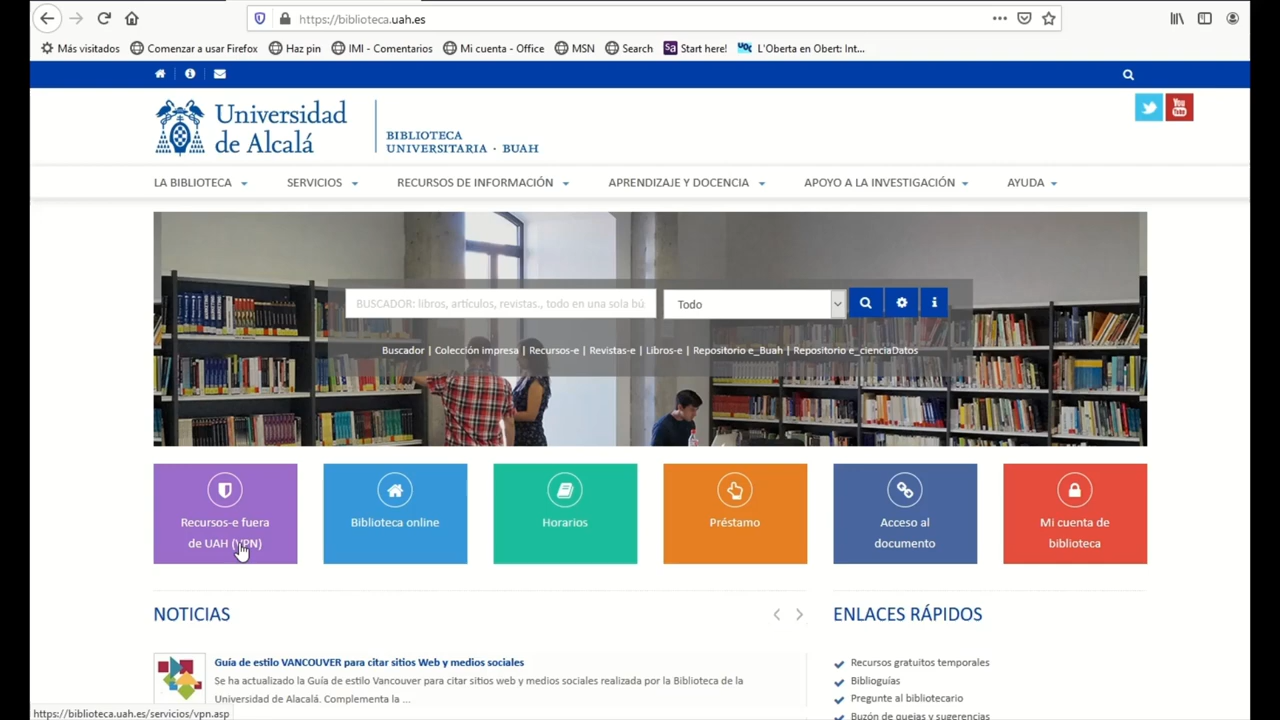 https://biblioteca.uah.es
Más visitados Comenzar a usar Firefox Haz pin IMI - Comentarios Mi cuenta - Office MSN Search Start here! L'Oberta en Obert: Int...
Universidad
de Alcalá
BIBLIOTECA
UNIVERSITARIA · BUAH
You
Tube
LA BIBLIOTECA SERVICIOS RECURSOS DE INFORMACIÓN APRENDIZAJE Y DOCENCIA APOYO A LA INVESTIGACIÓN AYUDA
BUSCADOR: libros, artículos, revistas., todo en una sola bú Todo
Buscador | Colección impresa | Recursos-e | Revistas-e | Libros-e | Repositorio e_Buah | Repositorio e_cienciaDatos
Recursos-e fuera
de UAH (VPN)
Biblioteca online
Horarios
Préstamo
Acceso al
documento
Mi cuenta de
biblioteca
NOTICIAS
Guía de estilo VANCOUVER para citar sitios Web y medios sociales
Se ha actualizado la Guía de estilo Vancouver para citar sitios web y medios sociales realizada por la Biblioteca de la
Universidad de Alacalá. Complementa la ...
ENLACES RÁPIDOS
Recursos gratuitos temporales
Biblioguías
Pregunte al bibliotecario
Buzón de quejas y sugerencias
https://biblioteca.uah.es/servicios/vpn.asp